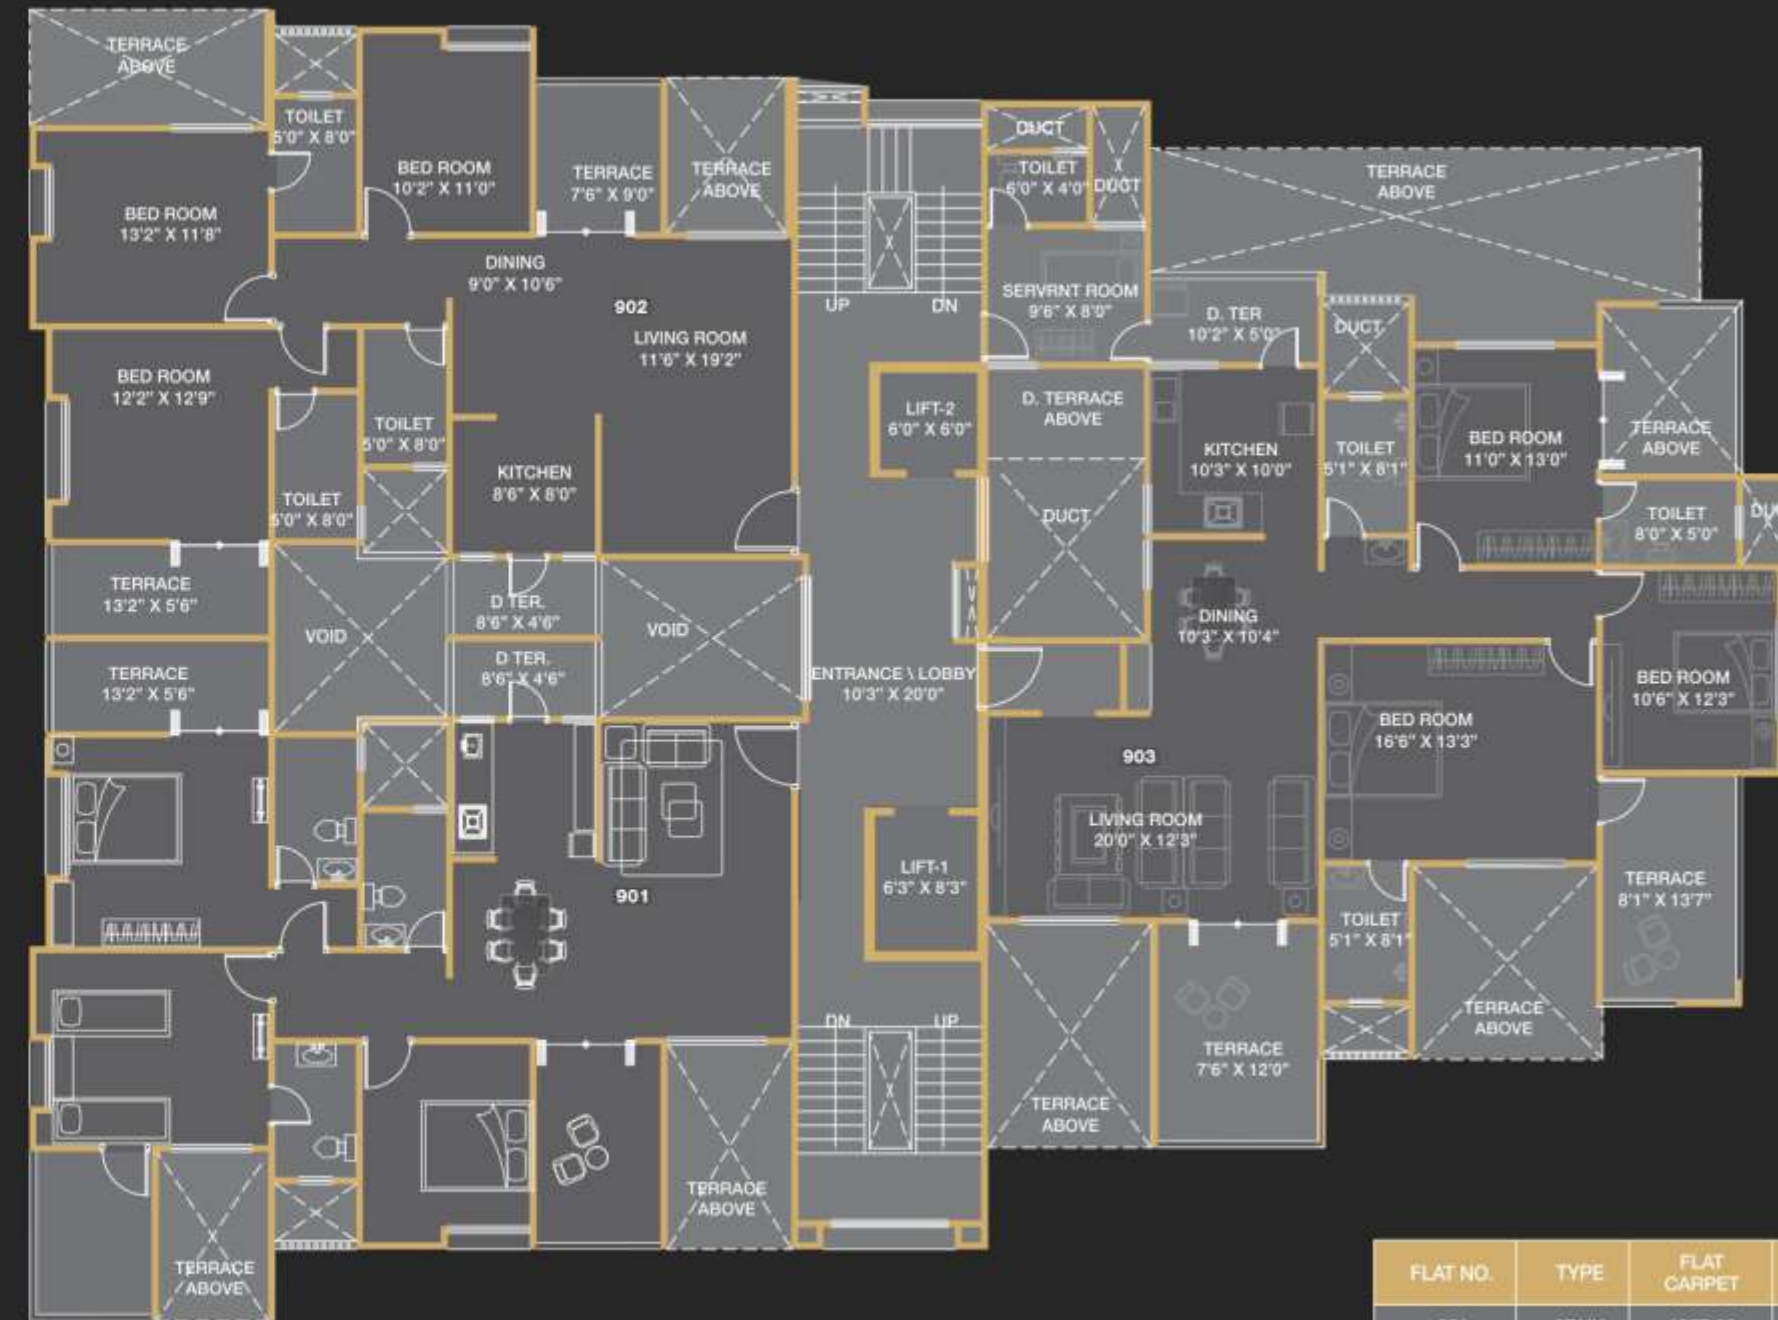 TERRACE
ABOVE
TOILET
5'0" X 8'0"
BED ROOM
10'2" X 11'0"
TERRACE
7'6" X 9'0"
TERRACE
ABOVE
BED ROOM
13'2" X 11'8"
DINING
9'0" X 10'6"
902
LIVING ROOM
11'6" X 19'2"
BED ROOM
12'2" X 12'9"
TOILET
5'0" X 8'0"
TOILET
5'0" X 8'0"
KITCHEN
8'6" X 8'0"
TERRACE
13'2" X 5'6"
VOID
D TER.
8'6" X 4'6"
VOID
TERRACE
13'2" X 5'6"
D TER.
8'6" X 4'6"
901
TERRACE
ABOVE
TERRACE
ABOVE
UP
DN
LIFT-2
6'0" X 6'0"
ENTRANCE \ LOBBY
10'3" X 20'0"
LIFT-1
6'3" X 8'3"
DN
UP
DUCT
TOILET
6'0" X 4'0"
DUCT
SERVRNT ROOM
9'6" X 8'0"
TERRACE
ABOVE
D. TER
10'2" X 5'0"
DUCT
D. TERRACE
ABOVE
DUCT
KITCHEN
10'3" X 10'0"
TOILET
5'1" X 8'1"
BED ROOM
11'0" X 13'0"
TERRACE
ABOVE
TOILET
8'0" X 5'0"
DINING
10'3" X 10'4"
BED ROOM
10'6" X 12'3"
BED ROOM
16'6" X 13'3"
903
LIVING ROOM
20'0" X 12'3"
TOILET
5'1" X 8'1"
TERRACE
8'1" X 13'7"
TERRACE
ABOVE
TERRACE
7'6" X 12'0"
TERRACE
ABOVE
FLAT NO.
TYPE
FLAT
CARPET